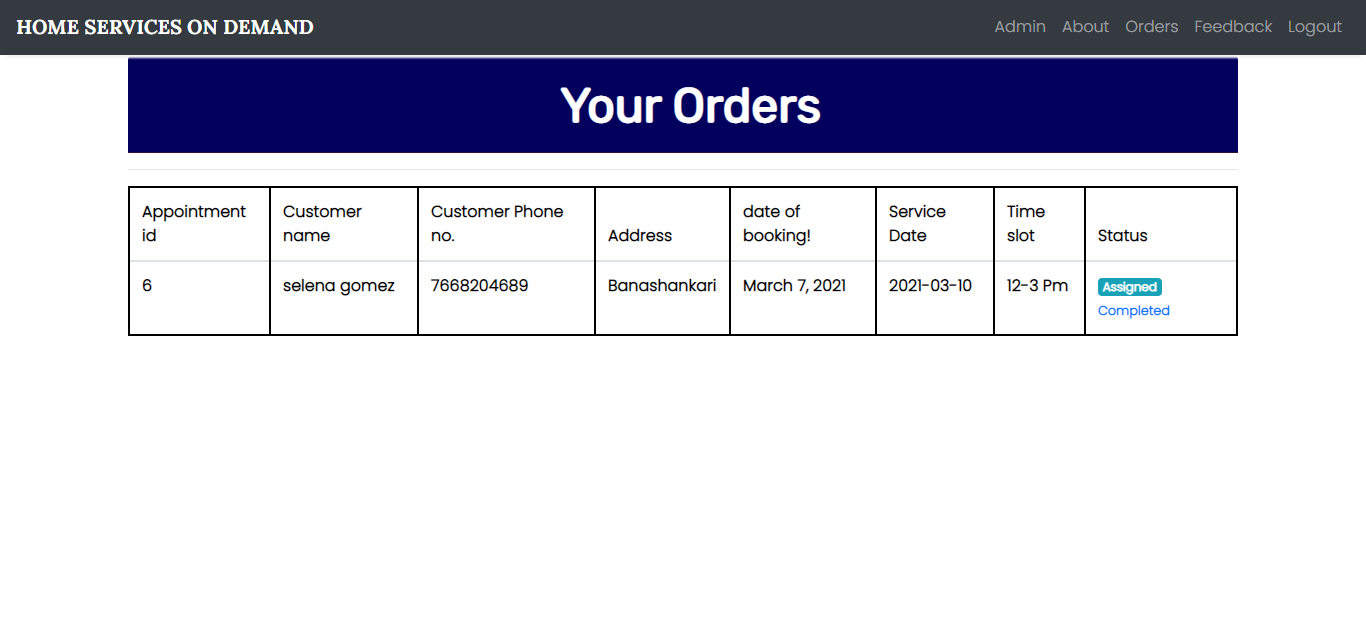 HOME SERVICES ON DEMAND Admin About Orders Feedback Logout
Your Orders
Appointment id Customer name Customer Phone no. Address date of booking! Service Date Time slot Status
6 selena gomez 7668204689 Banashankari March 7, 2021 2021-03-10 12-3 Pm Assigned
Completed